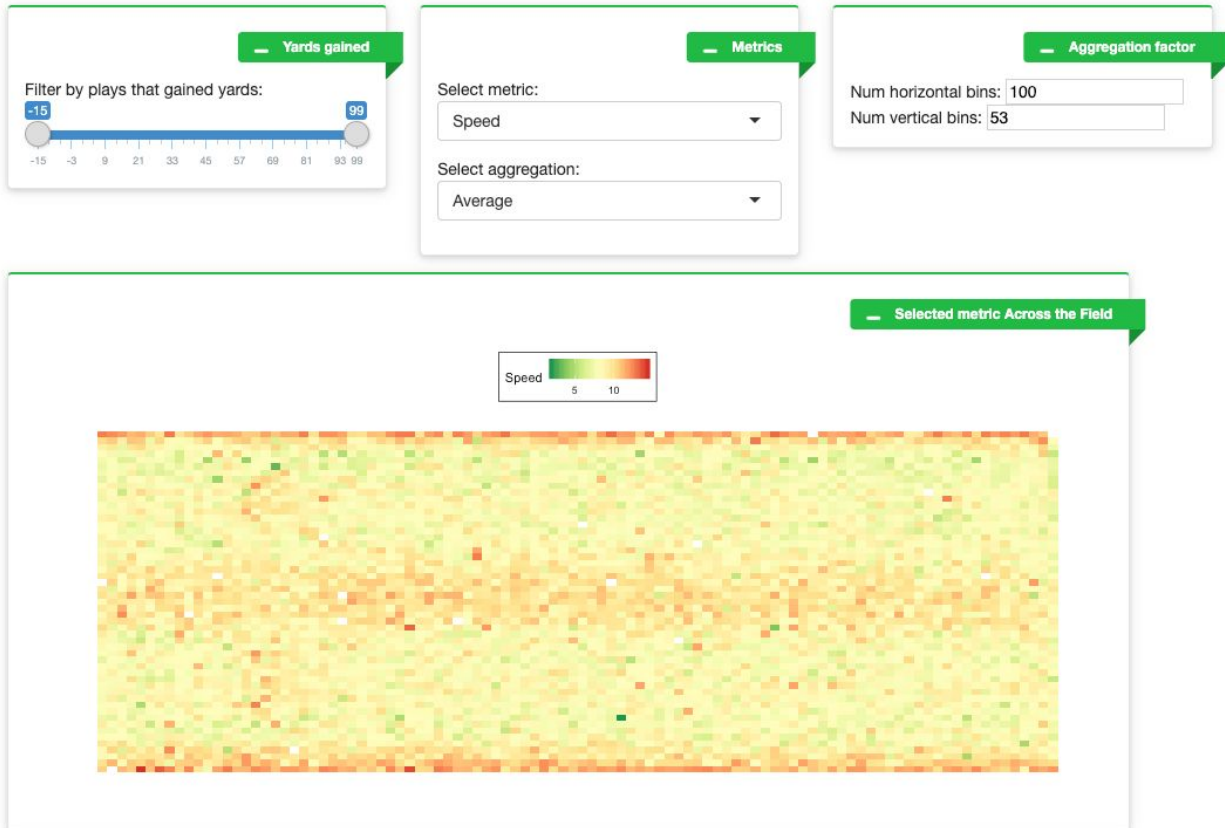 Yards gained
Filter by plays that gained yards:
-15 99
-15 -3 9 21 33 45 57 69 81 93 99
Metrics
Select metric:
Speed
Select aggregation:
Average
Aggregation factor
Num horizontal bins: 100
Num vertical bins: 53
Selected metric Across the Field
Speed
5 10